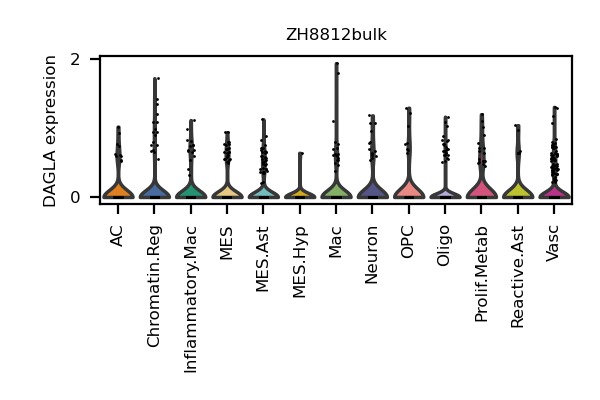 ZH8812bulk
DAGLA expression
2
0
AC
Chromatin.Reg
Inflammatory.Mac
MES
MES.Ast
MES.Hyp
Mac
Neuron
OPC
Oligo
Prolif.Metab
Reactive.Ast
Vasc